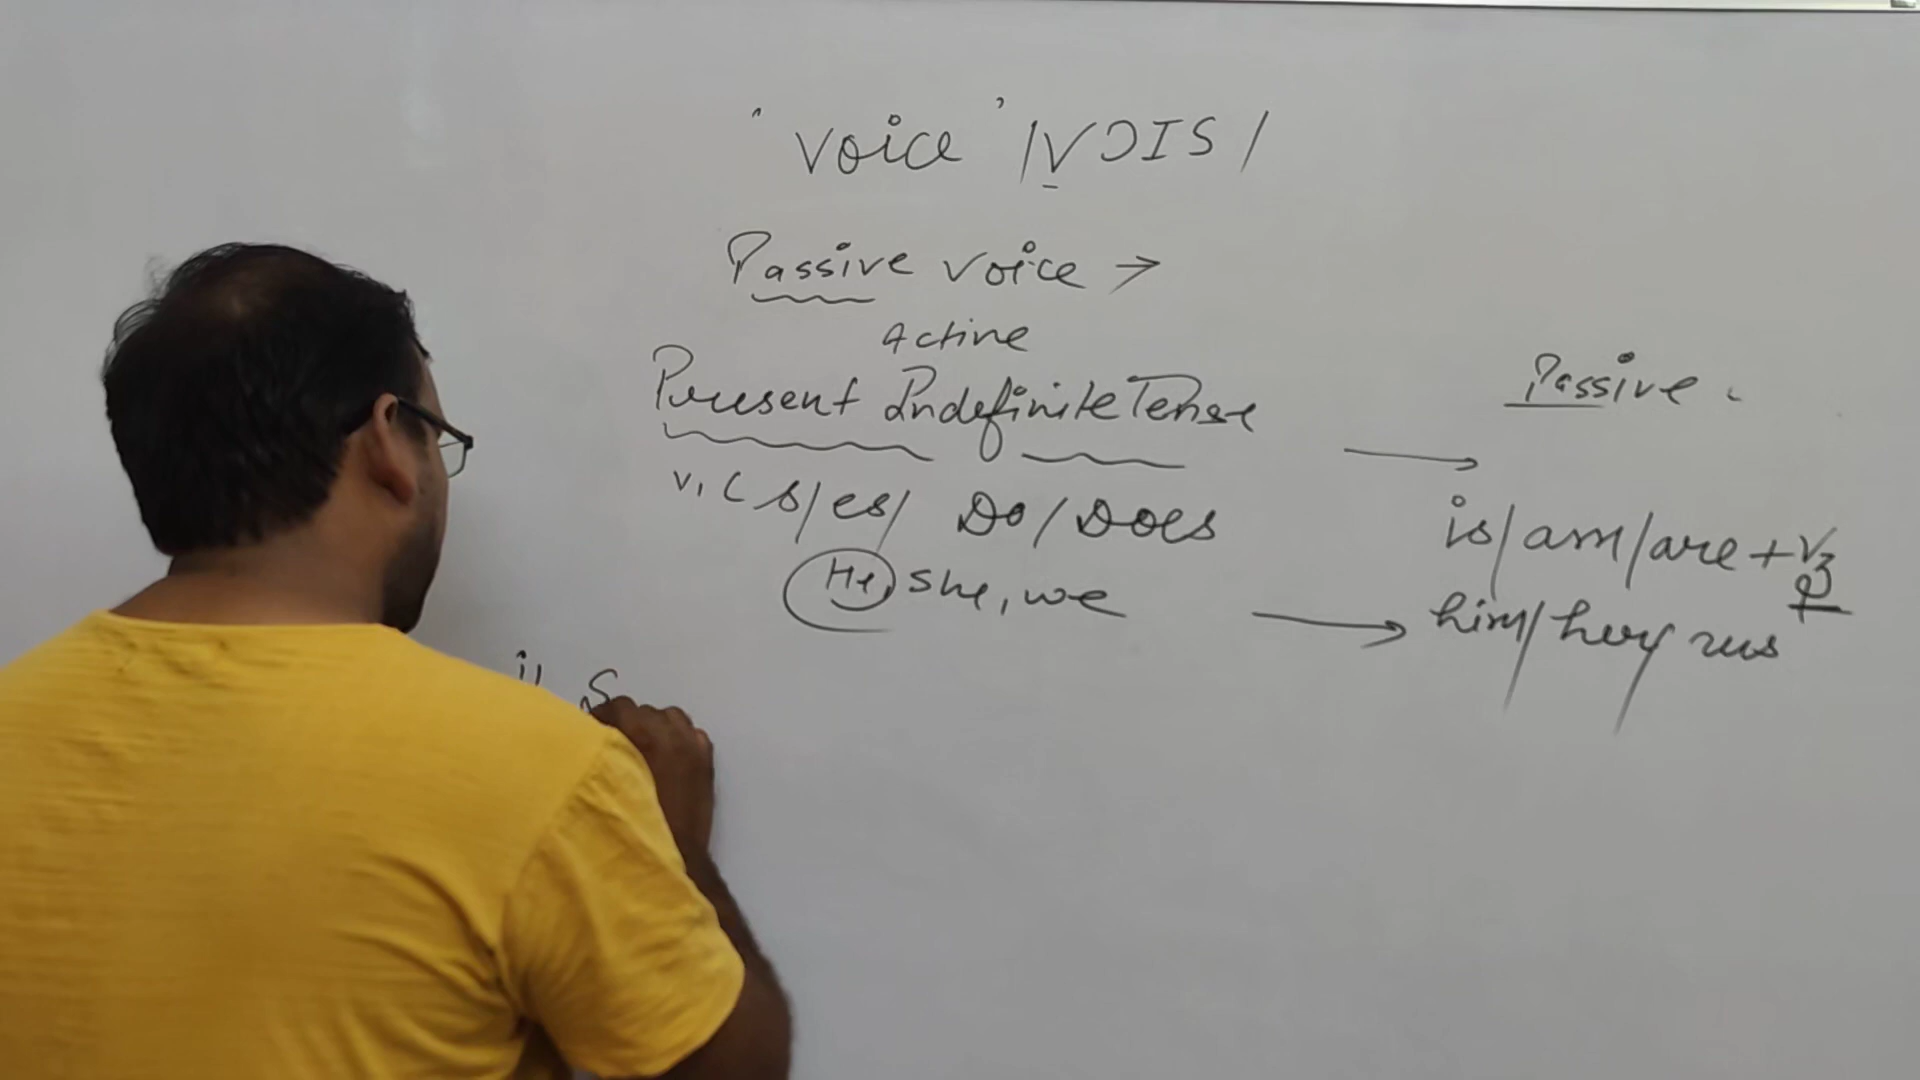 ' voice ' /VƆIS/
Passive voice →
Active
Present Indefinite Tense
Passive
V1 ( s/es/ Do/Does → is/am/are + V3
He, she, we → him/her/ us
S